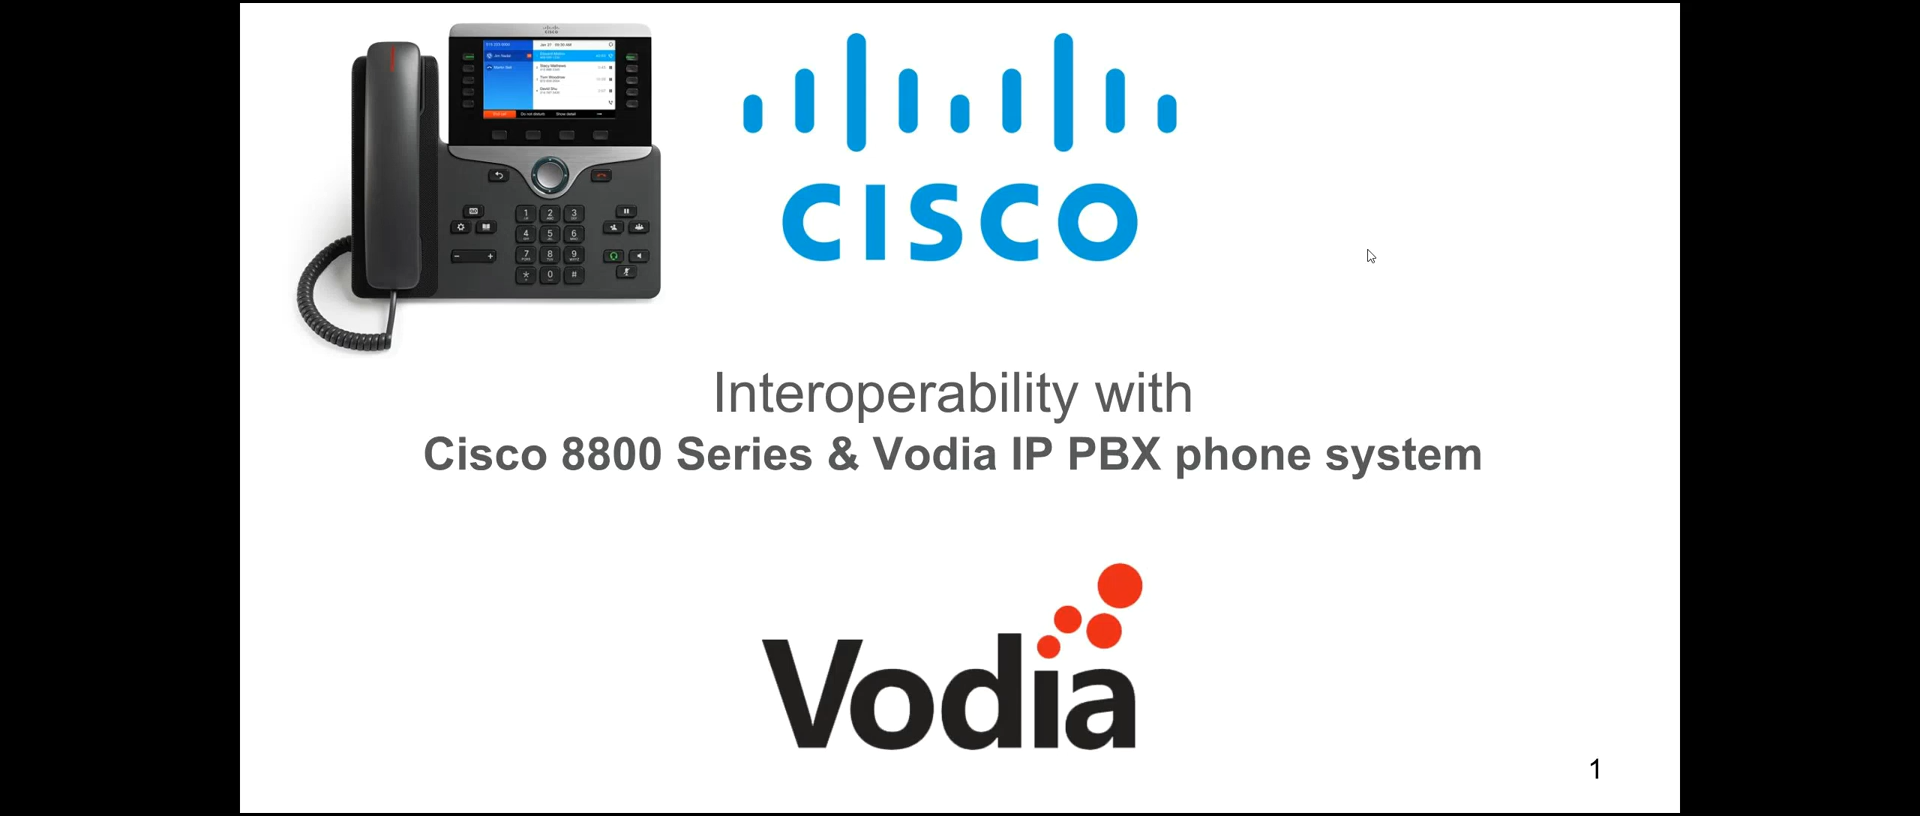 CISCO
Interoperability with
Cisco 8800 Series & Vodia IP PBX phone system
Vodia
1